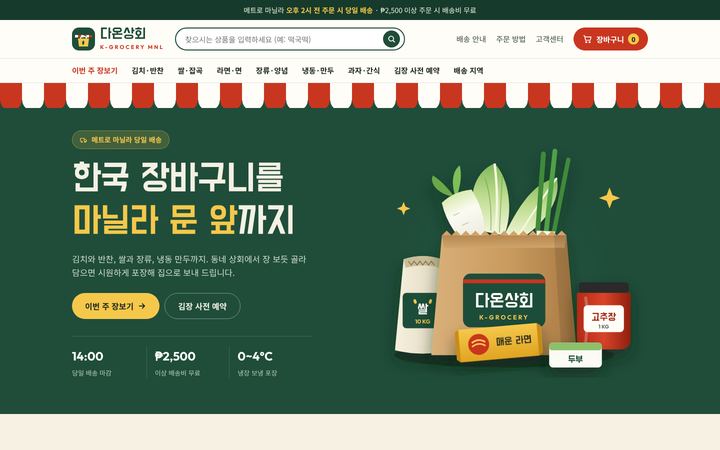 메트로 마닐라 오후 2시 전 주문 시 당일 배송 · ₱2,500 이상 주문 시 배송비 무료
다온상회
K-GROCERY MNL
찾으시는 상품을 입력하세요 (예: 떡국떡)
배송 안내
주문 방법
고객센터
장바구니 0
이번 주 장보기
김치·반찬
쌀·잡곡
라면·면
장류·양념
냉동·만두
과자·간식
김장 사전 예약
배송 지역
메트로 마닐라 당일 배송
한국 장바구니를
마닐라 문 앞까지
김치와 반찬, 쌀과 장류, 냉동 만두까지. 동네 상회에서 장 보듯 골라
담으면 시원하게 포장해 집으로 보내 드립니다.
이번 주 장보기 →
김장 사전 예약
14:00
당일 배송 마감
₱2,500
이상 배송비 무료
0~4°C
냉장 보냉 포장
쌀
10 KG
다온상회
K-GROCERY
매운 라면
고추장
1 KG
두부